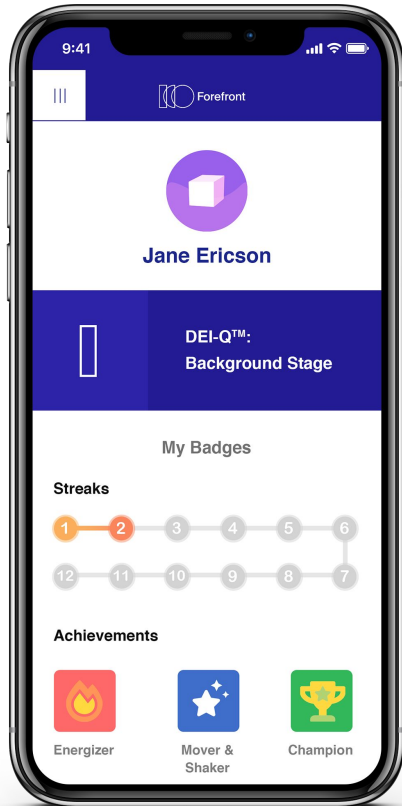 9:41
Forefront
Jane Ericson
DEI-Q™:
Background Stage
My Badges
Streaks
1 2 3 4 5 6
12 11 10 9 8 7
Achievements
Energizer
Mover &
Shaker
Champion